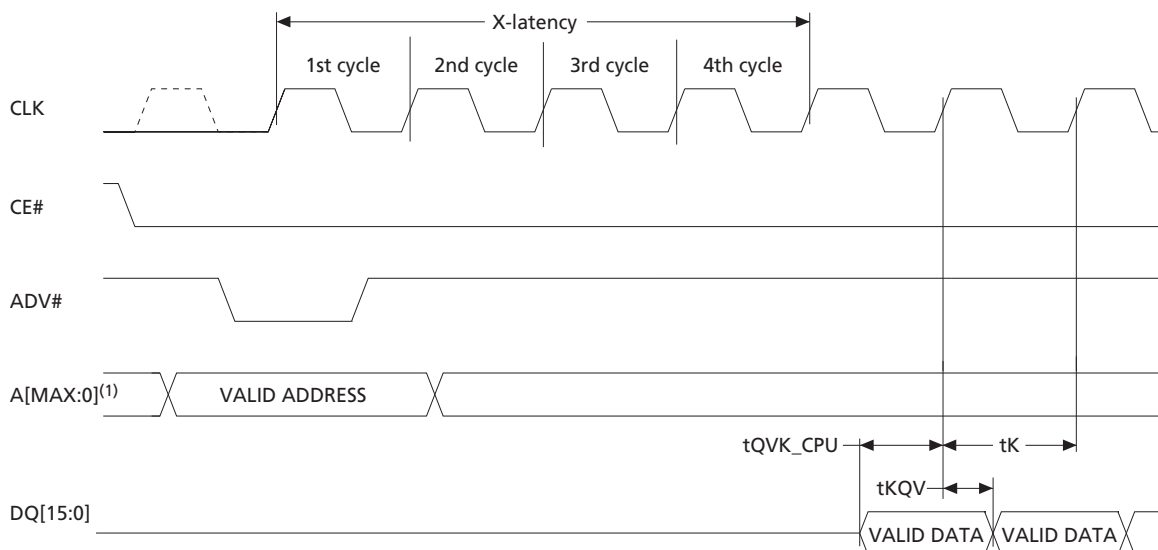 X-latency
1st cycle
2nd cycle
3rd cycle
4th cycle
CLK
CE#
ADV#
A[MAX:0](1)
VALID ADDRESS
tQVK_CPU
tK
tKQV
DQ[15:0]
VALID DATA
VALID DATA